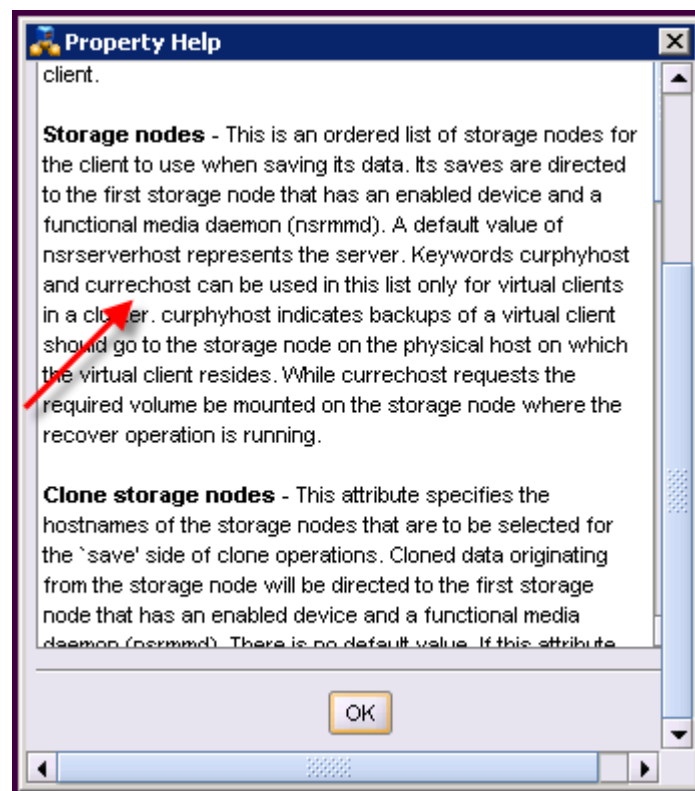 Property Help
client.
Storage nodes - This is an ordered list of storage nodes for
the client to use when saving its data. Its saves are directed
to the first storage node that has an enabled device and a
functional media daemon (nsrmmd). A default value of
nsrserverhost represents the server. Keywords curphyhost
and currechost can be used in this list only for virtual clients
in a cluster. curphyhost indicates backups of a virtual client
should go to the storage node on the physical host on which
the virtual client resides. While currechost requests the
required volume be mounted on the storage node where the
recover operation is running.
Clone storage nodes - This attribute specifies the
hostnames of the storage nodes that are to be selected for
the `save' side of clone operations. Cloned data originating
from the storage node will be directed to the first storage
node that has an enabled device and a functional media
daemon (nsrmmd). There is no default value. If this attribute
OK